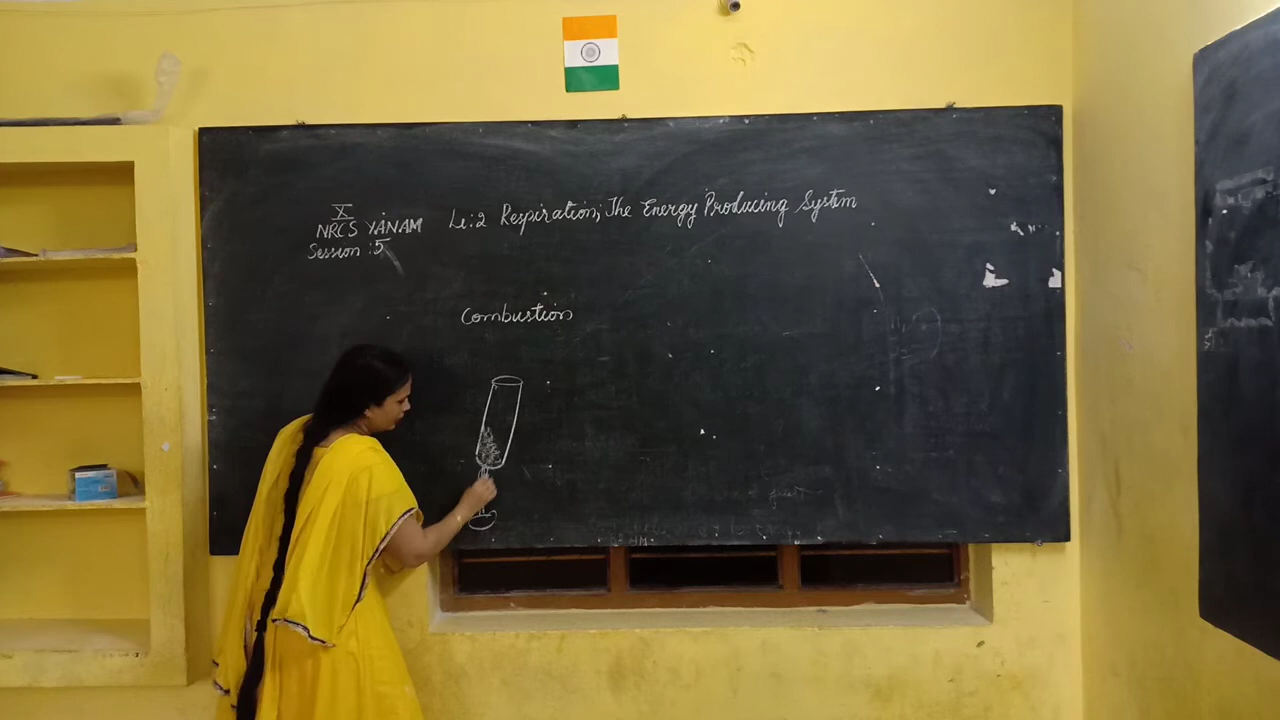 X
NRCS YANAM Le:2 Respiration; The Energy Producing System
Session :5
Combustion